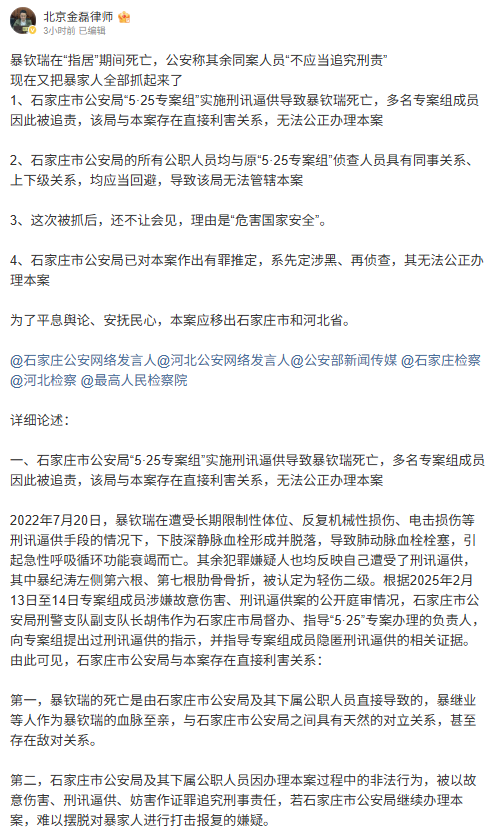 北京金磊律师
3小时前 已编辑
暴钦瑞在“指居”期间死亡，公安称其余同案人员“不应当追究刑责”
现在又把暴家人全部抓起来了
1、石家庄市公安局“5·25专案组”实施刑讯逼供导致暴钦瑞死亡，多名专案组成员
因此被追责，该局与本案存在直接利害关系，无法公正办理本案
2、石家庄市公安局的所有公职人员均与原“5·25专案组”侦查人员具有同事关系、
上下级关系，均应当回避，导致该局无法管辖本案
3、这次被抓后，还不让会见，理由是“危害国家安全”。
4、石家庄市公安局已对本案作出有罪推定，系先定涉黑、再侦查，其无法公正办
理本案
为了平息舆论、安抚民心，本案应移出石家庄市和河北省。
@石家庄公安网络发言人@河北公安网络发言人@公安部新闻传媒 @石家庄检察
@河北检察 @最高人民检察院
详细论述：
一、石家庄市公安局“5·25专案组”实施刑讯逼供导致暴钦瑞死亡，多名专案组成员
因此被追责，该局与本案存在直接利害关系，无法公正办理本案
2022年7月20日，暴钦瑞在遭受长期限制性体位、反复机械性损伤、电击损伤等
刑讯逼供手段的情况下，下肢深静脉血栓形成并脱落，导致肺动脉血栓栓塞，引
起急性呼吸循环功能衰竭而亡。其余犯罪嫌疑人也均反映自己遭受了刑讯逼供，
其中暴纪涛左侧第六根、第七根肋骨骨折，被认定为轻伤二级。根据2025年2月
13日至14日专案组成员涉嫌故意伤害、刑讯逼供案的公开庭审情况，石家庄市公
安局刑警支队副支队长胡伟作为石家庄市局督办、指导“5·25”专案办理的负责人，
向专案组提出过刑讯逼供的指示，并指导专案组成员隐匿刑讯逼供的相关证据。
由此可见，石家庄市公安局与本案存在直接利害关系：
第一，暴钦瑞的死亡是由石家庄市公安局及其下属公职人员直接导致的，暴继业
等人作为暴钦瑞的血脉至亲，与石家庄市公安局之间具有天然的对立关系，甚至
存在敌对关系。
第二，石家庄市公安局及其下属公职人员因办理本案过程中的非法行为，被以故
意伤害、刑讯逼供、妨害作证罪追究刑事责任，若石家庄市公安局继续办理本
案，难以摆脱对暴家人进行打击报复的嫌疑。